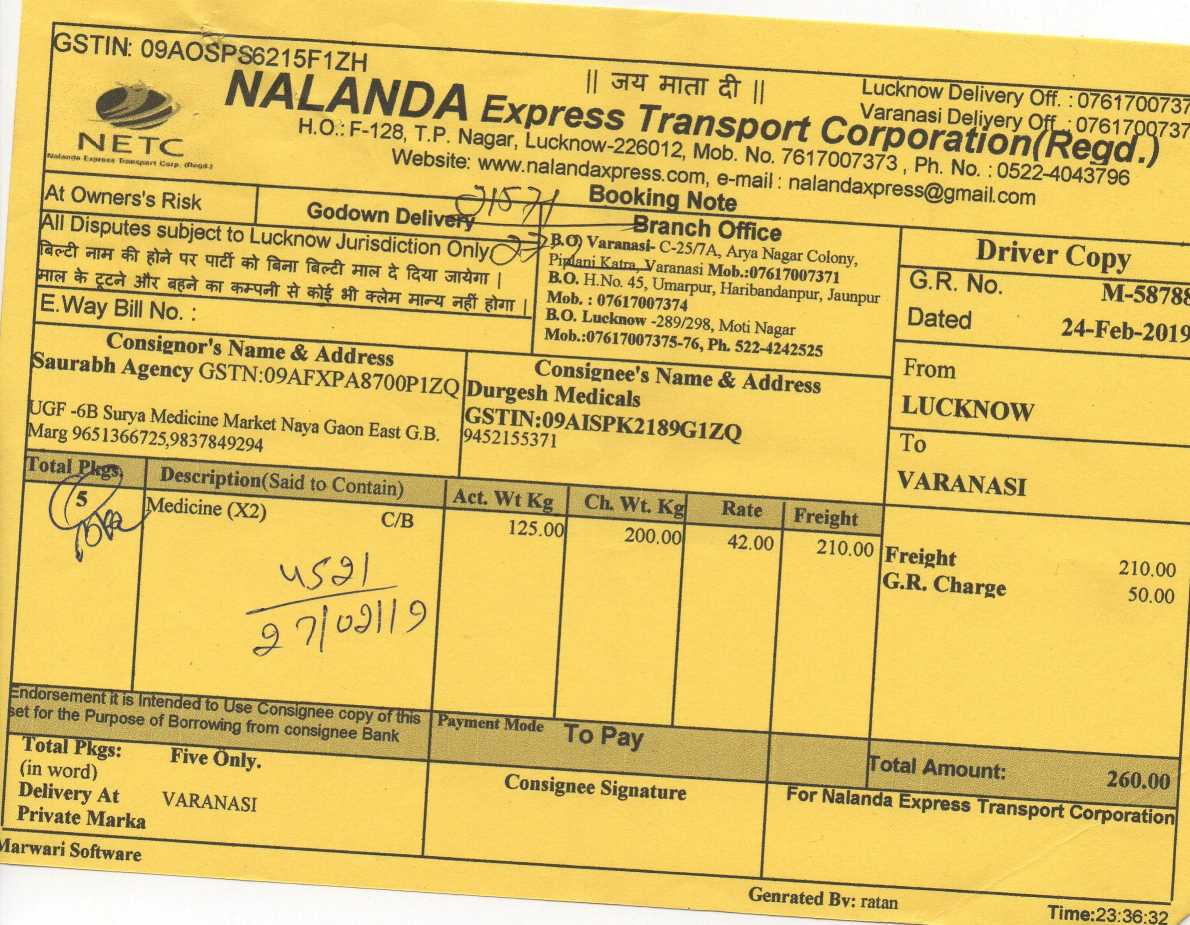 GSTIN: 09AOSPS6215F1ZH
|| जय माता दी ||
Lucknow Delivery Off. : 0761700737
Varanasi Delivery Off. : 0761700737
NETC
Nalanda Express Transport Corp. (Regd.)
NALANDA Express Transport Corporation(Regd.)
H.O.: F-128, T.P. Nagar, Lucknow-226012, Mob. No. 7617007373 , Ph. No. : 0522-4043796
Website: www.nalandaxpress.com, e-mail : nalandaxpress@gmail.com
At Owners's Risk
Godown Delivery
21571
Booking Note
All Disputes subject to Lucknow Jurisdiction Only
बिल्टी नाम की होने पर पार्टी को बिना बिल्टी माल दे दिया जायेगा |
माल के टूटने और बहने का कम्पनी से कोई भी क्लेम मान्य नहीं होगा |
E.Way Bill No. :
Branch Office
B.O) Varanasi- C-25/7A, Arya Nagar Colony,
Piplani Katra, Varanasi Mob.:07617007371
B.O. H.No. 45, Umarpur, Haribandanpur, Jaunpur
Mob. : 07617007374
B.O. Lucknow -289/298, Moti Nagar
Mob.:07617007375-76, Ph. 522-4242525
Driver Copy
G.R. No. M-58788
Dated 24-Feb-2019
Consignor's Name & Address
Saurabh Agency GSTN:09AFXPA8700P1ZQ
UGF -6B Surya Medicine Market Naya Gaon East G.B.
Marg 9651366725,9837849294
Consignee's Name & Address
Durgesh Medicals
GSTIN:09AISPK2189G1ZQ
9452155371
From
LUCKNOW
To
VARANASI
Total Pkgs. Description(Said to Contain) Act. Wt Kg Ch. Wt. Kg Rate Freight
5 Medicine (X2) C/B 125.00 200.00 42.00 210.00
Freight 210.00
G.R. Charge 50.00
4521
27/02/19
Endorsement it is Intended to Use Consignee copy of this
set for the Purpose of Borrowing from consignee Bank
Payment Mode To Pay
Total Amount: 260.00
Total Pkgs: Five Only.
(in word)
Delivery At VARANASI
Private Marka
Consignee Signature
For Nalanda Express Transport Corporation
Marwari Software
Genrated By: ratan
Time:23:36:32